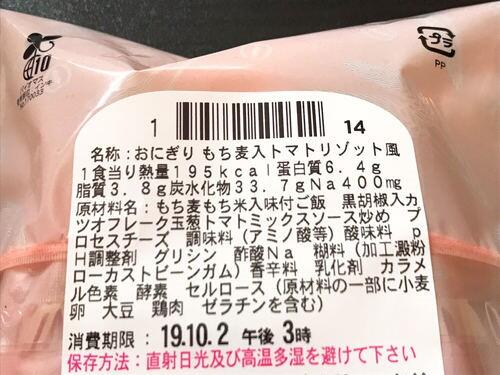 10
バイオマス
プラ
PP
1 14
名称:おにぎり もち麦入トマトリゾット風
1食当り熱量195kcal蛋白質6.4g
脂質3.8g炭水化物33.7gNa400mg
原材料名:もち麦もち米入味付ご飯 黒胡椒入カ
ツオフレーク玉葱トマトミックスソース炒め プ
ロセスチーズ 調味料(アミノ酸等)酸味料 p
H調整剤 グリシン 酢酸Na 糊料(加工澱粉
ローカストビーンガム)香辛料 乳化剤 カラメ
ル色素 酵素 セルロース(原材料の一部に小麦
卵 大豆 鶏肉 ゼラチンを含む)
消費期限:19.10.2 午後3時
保存方法:直射日光及び高温多湿を避けて下さい